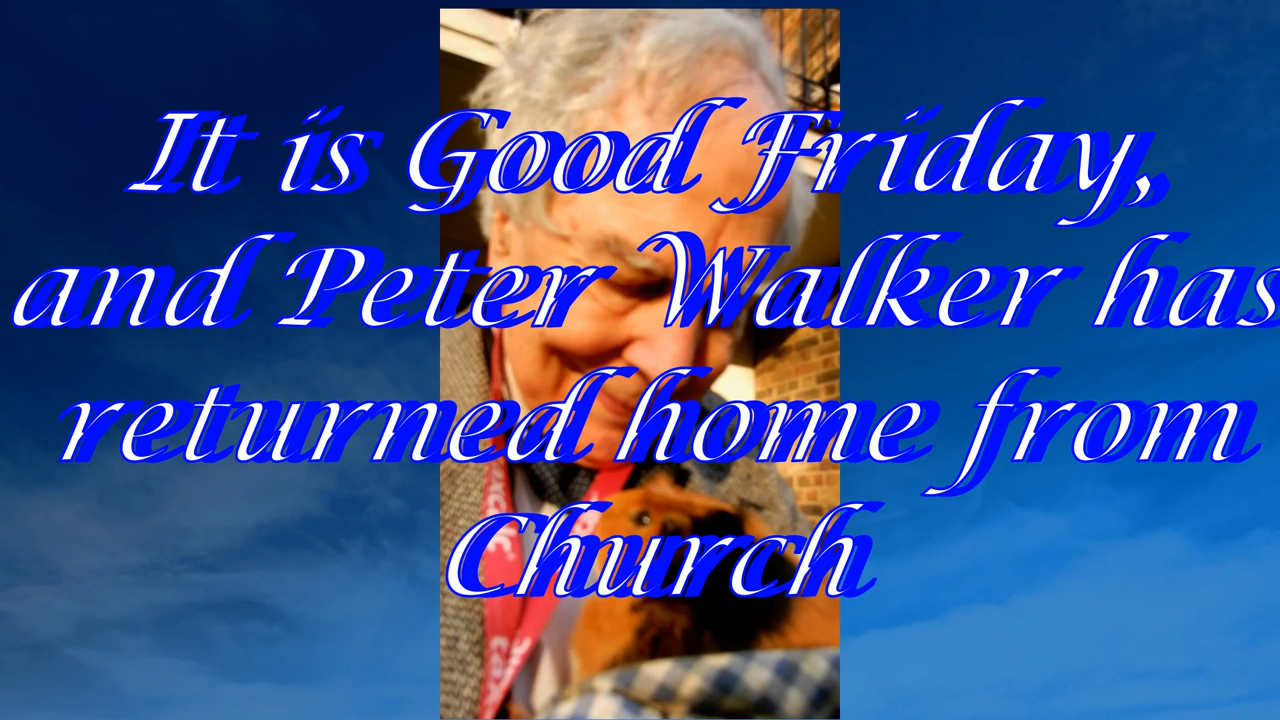 It is Good Friday,
and Peter Walker has
returned home from
Church